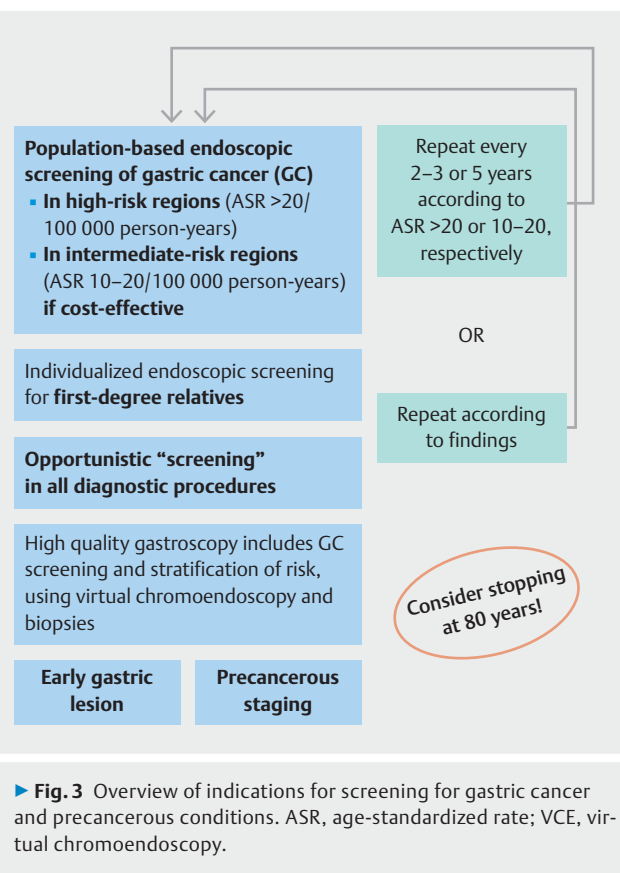 Population-based endoscopic
screening of gastric cancer (GC)
▪ In high-risk regions (ASR >20/
100 000 person-years)
▪ In intermediate-risk regions
(ASR 10–20/100 000 person-years)
if cost-effective
Repeat every
2–3 or 5 years
according to
ASR >20 or 10–20,
respectively
OR
Individualized endoscopic screening
for first-degree relatives
Repeat according
to findings
Opportunistic “screening”
in all diagnostic procedures
High quality gastroscopy includes GC
screening and stratification of risk,
using virtual chromoendoscopy and
biopsies
Consider stopping
at 80 years!
Early gastric
lesion
Precancerous
staging
▶ Fig. 3 Overview of indications for screening for gastric cancer
and precancerous conditions. ASR, age-standardized rate; VCE, vir-
tual chromoendoscopy.